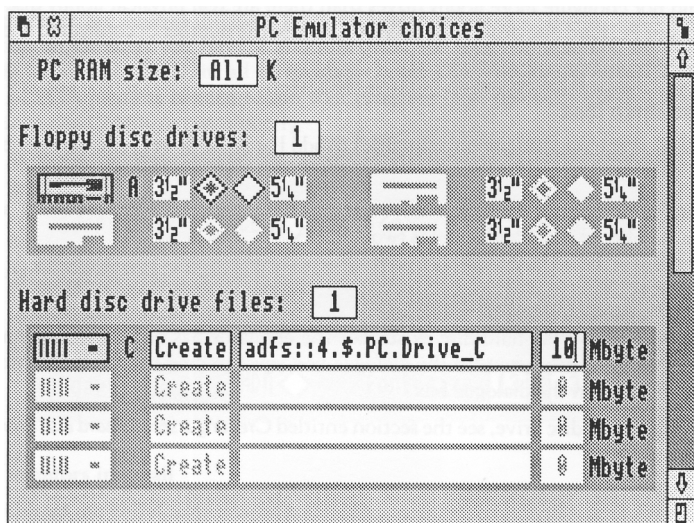 PC Emulator choices
PC RAM size: All K
Floppy disc drives: 1
A 3½" 5¼" 3½" 5¼"
3½" 5¼" 3½" 5¼"
Hard disc drive files: 1
C Create adfs::4.$.PC.Drive_C 10 Mbyte
Create 0 Mbyte
Create 0 Mbyte
Create 0 Mbyte